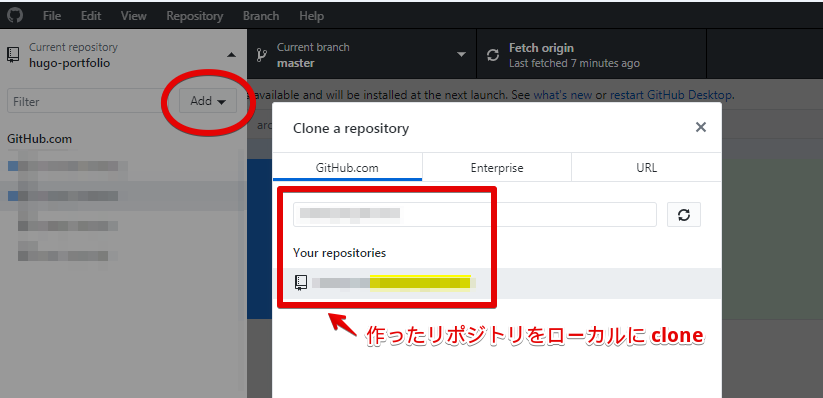 File Edit View Repository Branch Help
Current repository
hugo-portfolio
Current branch
master
Fetch origin
Last fetched 7 minutes ago
Filter
Add
s available and will be installed at the next launch. See what's new or restart GitHub Desktop.
GitHub.com
arc
Clone a repository
GitHub.com Enterprise URL
Your repositories
作ったリポジトリをローカルに clone